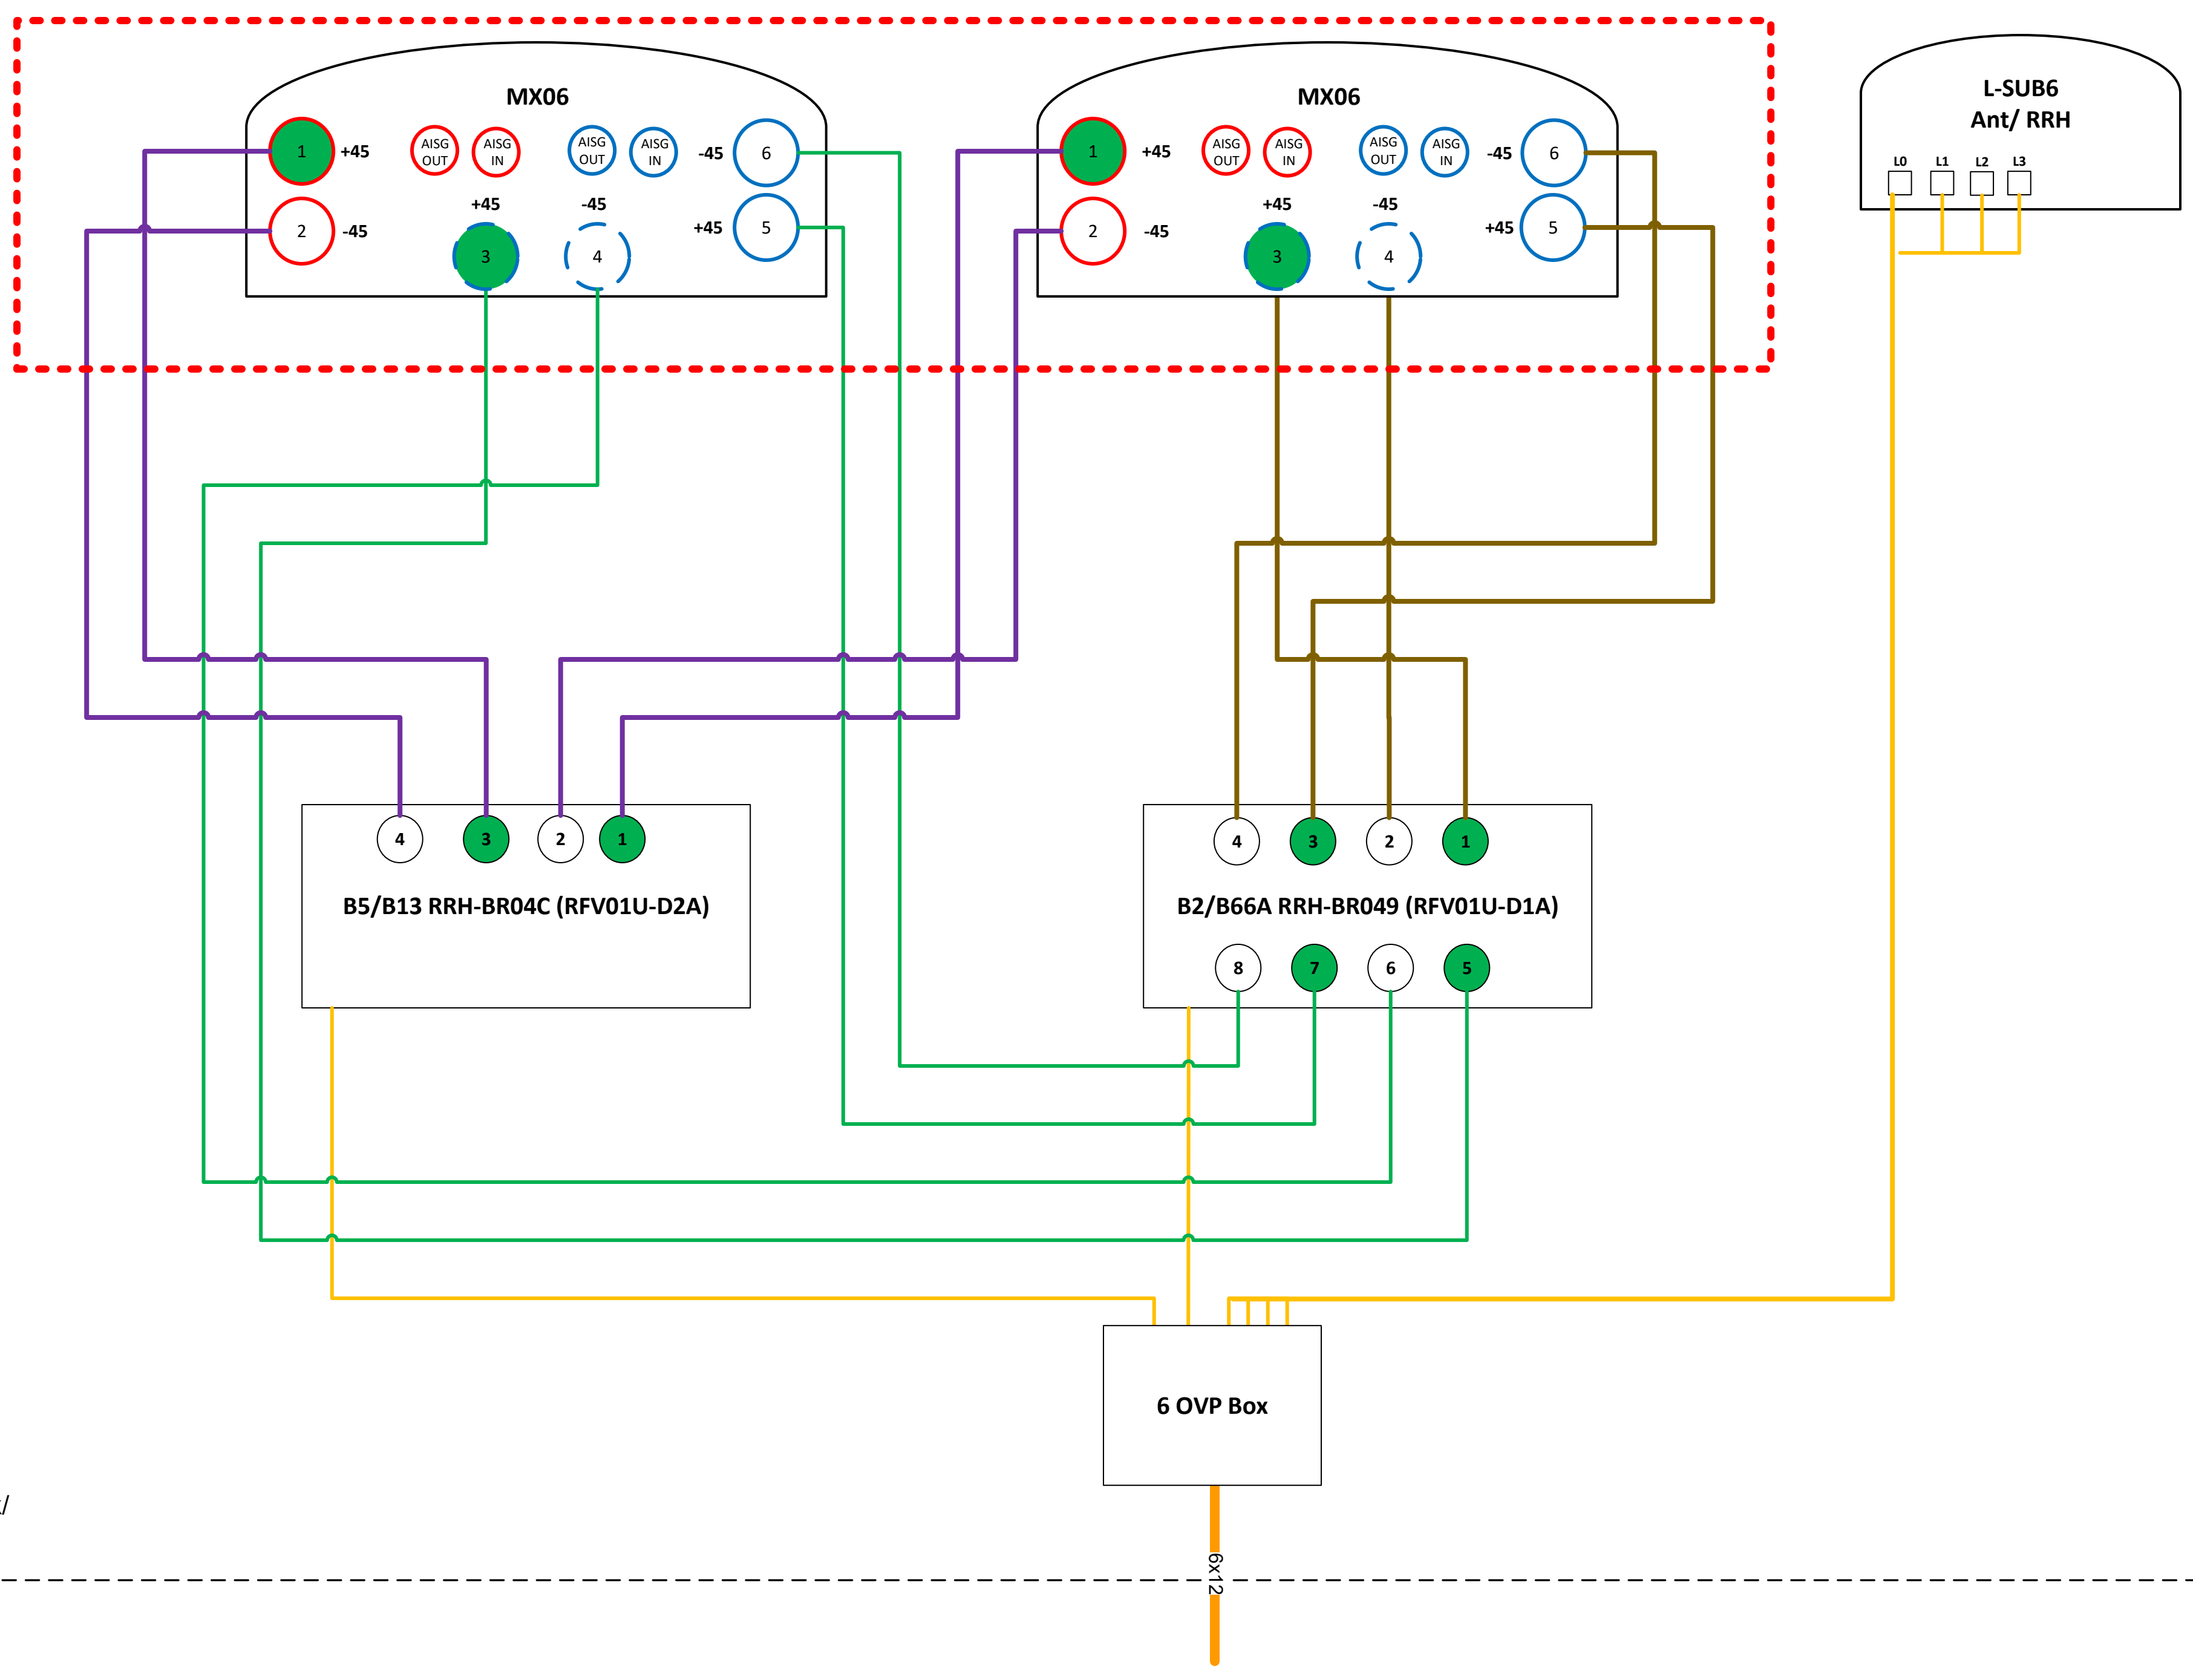 MX06
1
+45
AISG
OUT
AISG
IN
AISG
OUT
AISG
IN
-45
6
2
-45
+45
3
-45
4
+45
5
MX06
1
+45
AISG
OUT
AISG
IN
AISG
OUT
AISG
IN
-45
6
2
-45
+45
3
-45
4
+45
5
L-SUB6
Ant/ RRH
L0
L1
L2
L3
4
3
2
1
B5/B13 RRH-BR04C (RFV01U-D2A)
4
3
2
1
B2/B66A RRH-BR049 (RFV01U-D1A)
8
7
6
5
6 OVP Box
6x12